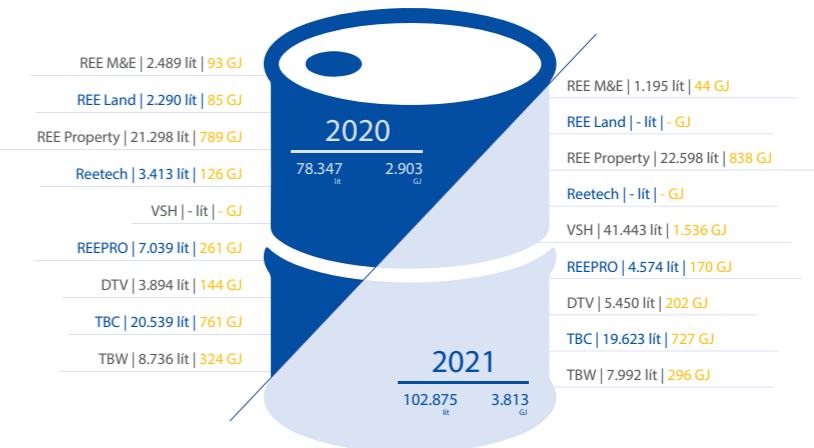 REE M&E | 2.489 lít | 93 GJ
REE Land | 2.290 lít | 85 GJ
REE Property | 21.298 lít | 789 GJ
Reetech | 3.413 lít | 126 GJ
VSH | - lít | - GJ
REEPRO | 7.039 lít | 261 GJ
DTV | 3.894 lít | 144 GJ
TBC | 20.539 lít | 761 GJ
TBW | 8.736 lít | 324 GJ
2020
78.347 2.903
lít GJ
REE M&E | 1.195 lít | 44 GJ
REE Land | - lít | - GJ
REE Property | 22.598 lít | 838 GJ
Reetech | - lít | - GJ
VSH | 41.443 lít | 1.536 GJ
REEPRO | 4.574 lít | 170 GJ
DTV | 5.450 lít | 202 GJ
TBC | 19.623 lít | 727 GJ
TBW | 7.992 lít | 296 GJ
2021
102.875 3.813
lít GJ